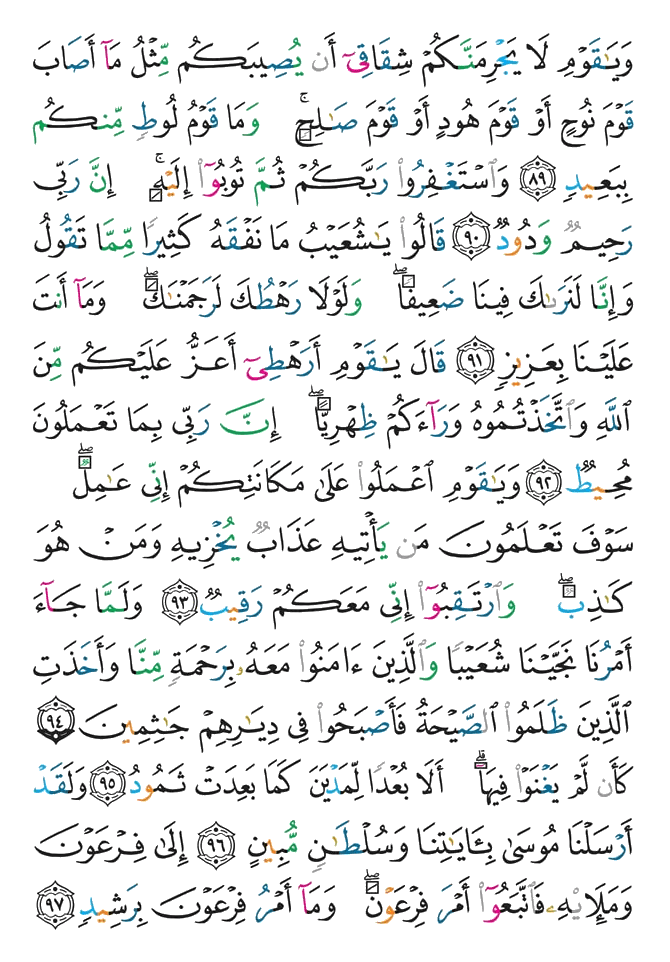 وَيَـٰقَوْمِ لَا يَجْرِمَنَّكُمْ شِقَاقِىٓ أَن يُصِيبَكُم مِّثْلُ مَآ أَصَابَ
قَوْمَ نُوحٍ أَوْ قَوْمَ هُودٍ أَوْ قَوْمَ صَـٰلِحٍ ۚ وَمَا قَوْمُ لُوطٍ مِّنكُم
بِبَعِيدٍ ٨٩ وَٱسْتَغْفِرُوا۟ رَبَّكُمْ ثُمَّ تُوبُوٓا۟ إِلَيْهِ ۚ إِنَّ رَبِّى
رَحِيمٌ وَدُودٌ ٩٠ قَالُوا۟ يَـٰشُعَيْبُ مَا نَفْقَهُ كَثِيرًا مِّمَّا تَقُولُ
وَإِنَّا لَنَرَىٰكَ فِينَا ضَعِيفًا ۖ وَلَوْلَا رَهْطُكَ لَرَجَمْنَـٰكَ ۖ وَمَآ أَنتَ
عَلَيْنَا بِعَزِيزٍ ٩١ قَالَ يَـٰقَوْمِ أَرَهْطِىٓ أَعَزُّ عَلَيْكُم مِّنَ
ٱللَّهِ وَٱتَّخَذْتُمُوهُ وَرَآءَكُمْ ظِهْرِيًّا ۖ إِنَّ رَبِّى بِمَا تَعْمَلُونَ
مُحِيطٌ ٩٢ وَيَـٰقَوْمِ ٱعْمَلُوا۟ عَلَىٰ مَكَانَتِكُمْ إِنِّى عَـٰمِلٌ ۖ
سَوْفَ تَعْلَمُونَ مَن يَأْتِيهِ عَذَابٌ يُخْزِيهِ وَمَنْ هُوَ
كَـٰذِبٌ ۖ وَٱرْتَقِبُوٓا۟ إِنِّى مَعَكُمْ رَقِيبٌ ٩٣ وَلَمَّا جَآءَ
أَمْرُنَا نَجَّيْنَا شُعَيْبًا وَٱلَّذِينَ ءَامَنُوا۟ مَعَهُۥ بِرَحْمَةٍ مِّنَّا وَأَخَذَتِ
ٱلَّذِينَ ظَلَمُوا۟ ٱلصَّيْحَةُ فَأَصْبَحُوا۟ فِى دِيَـٰرِهِمْ جَـٰثِمِينَ ٩٤
كَأَن لَّمْ يَغْنَوْا۟ فِيهَآ ۗ أَلَا بُعْدًا لِّمَدْيَنَ كَمَا بَعِدَتْ ثَمُودُ ٩٥ وَلَقَدْ
أَرْسَلْنَا مُوسَىٰ بِـَٔايَـٰتِنَا وَسُلْطَـٰنٍ مُّبِينٍ ٩٦ إِلَىٰ فِرْعَوْنَ
وَمَلَإِي۟هِۦ فَٱتَّبَعُوٓا۟ أَمْرَ فِرْعَوْنَ ۖ وَمَآ أَمْرُ فِرْعَوْنَ بِرَشِيدٍ ٩٧